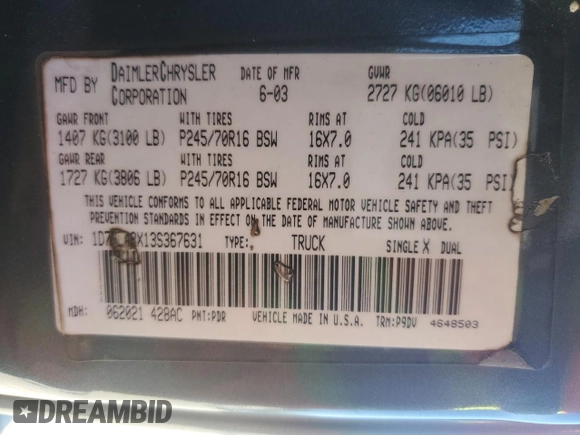 MFD BY DAIMLERCHRYSLER CORPORATION DATE OF MFR 6-03 GVWR 2727 KG(06010 LB)
GAWR FRONT WITH TIRES RIMS AT COLD
1407 KG(3100 LB) P245/70R16 BSW 16X7.0 241 KPA(35 PSI)
GAWR REAR WITH TIRES RIMS AT COLD
1727 KG(3806 LB) P245/70R16 BSW 16X7.0 241 KPA(35 PSI)
THIS VEHICLE CONFORMS TO ALL APPLICABLE FEDERAL MOTOR VEHICLE SAFETY AND THEFT
PREVENTION STANDARDS IN EFFECT ON THE DATE OF MANUFACTURE SHOWN ABOVE.
VIN: TYPE: TRUCK SINGLE X DUAL
MDH: 062021 428AC PNT:PDR VEHICLE MADE IN U.S.A. TRM:P9DV 4648503
DREAMBID